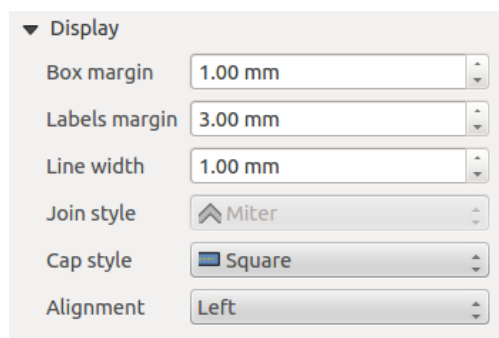 Display
Box margin 1.00 mm
Labels margin 3.00 mm
Line width 1.00 mm
Join style Miter
Cap style Square
Alignment Left